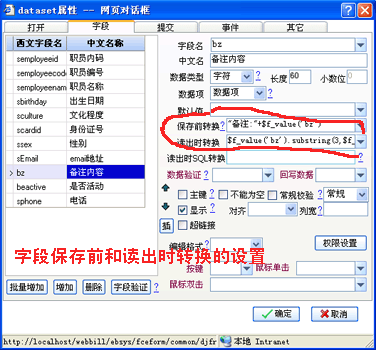 dataset属性 -- 网页对话框
打开 字段 提交 事件 其它
西文字段名 中文名称
semployeeid 职员内码
semployeecode 职员编号
semployeename 职员名称
sbirthday 出生日期
sculture 文化程度
scardid 身份证号
ssex 性别
sEmail email地址
bz 备注内容
beactive 是否活动
sphone 电话
字段名 bz
中文名 备注内容
数据类型 字符 ? 长度 60 小数位 0
数据项 数据项 ?
默认值
保存前转换? "备注:"+$f_value('bz')
读出时转换 $f_value('bz').substring(3,$f_
读出时SQL转换 ?
数据验证 ? 回写数据
主键 ? 不能为空 常规校验 ? 常规
显示 ? 对齐 列宽 ?
插 超链接
编辑格式 权限设置
字段保存前和读出时转换的设置
按键 鼠标单击
鼠标双击
批量增加 增加 删除 字段验证 ?
确定 取消
http://localhost/webbill/ebsys/fceform/common/djfr 本地 Intranet